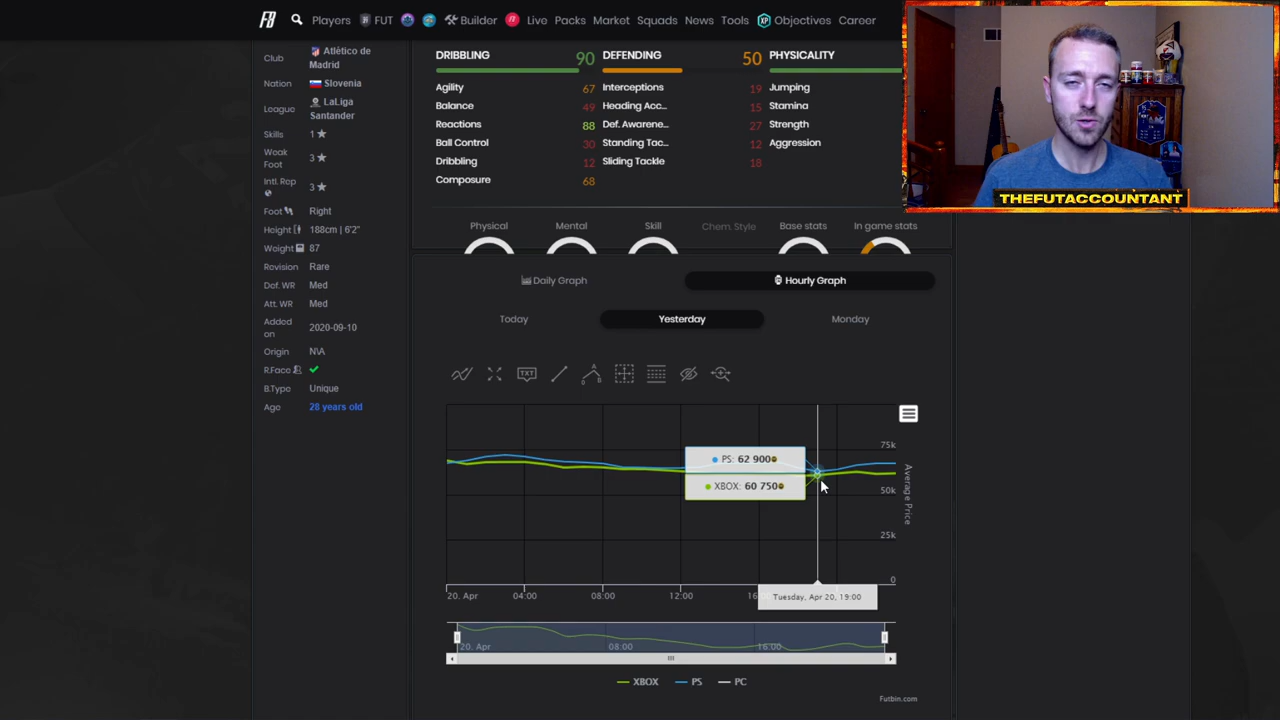 Players FUT Builder Live Packs Market Squads News Tools XP Objectives Career
Club Atlético de Madrid
Nation Slovenia
League LaLiga Santander
Skills 1★
Weak Foot 3★
Intl. Rep 3★
Foot Right
Height 188cm | 6'2"
Weight 87
Revision Rare
Def. WR Med
Att. WR Med
Added on 2020-09-10
Origin N\A
R.Face
B.Type Unique
Age 28 years old
DRIBBLING 90
Agility 67
Balance 49
Reactions 88
Ball Control 30
Dribbling 12
Composure 68
DEFENDING 50
Interceptions 19
Heading Acc... 15
Def. Awarene... 27
Standing Tac... 12
Sliding Tackle 18
PHYSICALITY
Jumping
Stamina
Strength
Aggression
THEFUTACCOUNTANT
Physical Mental Skill Chem. Style Base stats In game stats
Daily Graph Hourly Graph
Today Yesterday Monday
TXT
75k
50k
25k
0
Average Price
PS: 62 900
XBOX: 60 750
20. Apr 04:00 08:00 12:00
Tuesday, Apr 20, 19:00
20. Apr 08:00 16:00
XBOX PS PC
Futbin.com